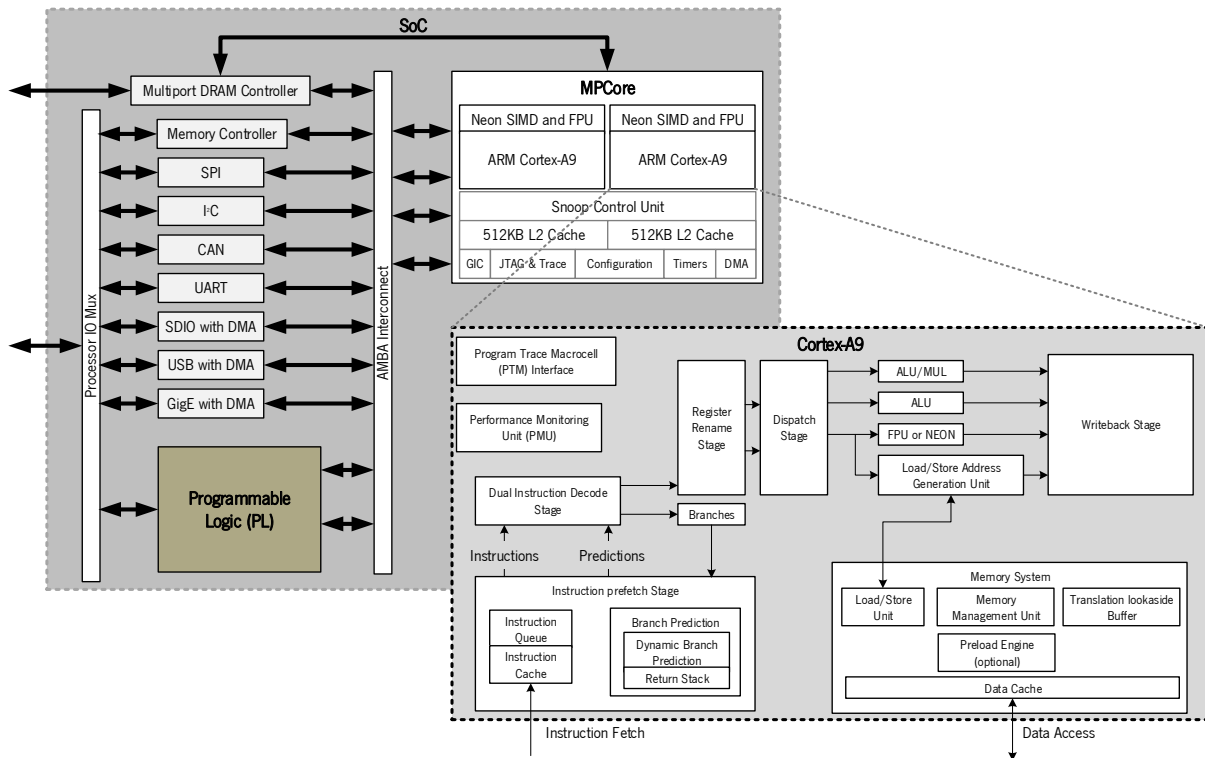 SoC
Multiport DRAM Controller
Memory Controller
SPI
I²C
CAN
UART
SDIO with DMA
USB with DMA
GigE with DMA
Processor IO Mux
AMBA Interconnect
Programmable
Logic (PL)
MPCore
Neon SIMD and FPU
Neon SIMD and FPU
ARM Cortex-A9
ARM Cortex-A9
Snoop Control Unit
512KB L2 Cache
512KB L2 Cache
GIC
JTAG & Trace
Configuration
Timers
DMA
Cortex-A9
Program Trace Macrocell
(PTM) Interface
Performance Monitoring
Unit (PMU)
Register
Rename
Stage
Dispatch
Stage
ALU/MUL
ALU
FPU or NEON
Load/Store Address
Generation Unit
Writeback Stage
Dual Instruction Decode
Stage
Branches
Instructions
Predictions
Instruction prefetch Stage
Instruction
Queue
Instruction
Cache
Branch Prediction
Dynamic Branch
Prediction
Return Stack
Memory System
Load/Store
Unit
Memory
Management Unit
Translation lookaside
Buffer
Preload Engine
(optional)
Data Cache
Instruction Fetch
Data Access